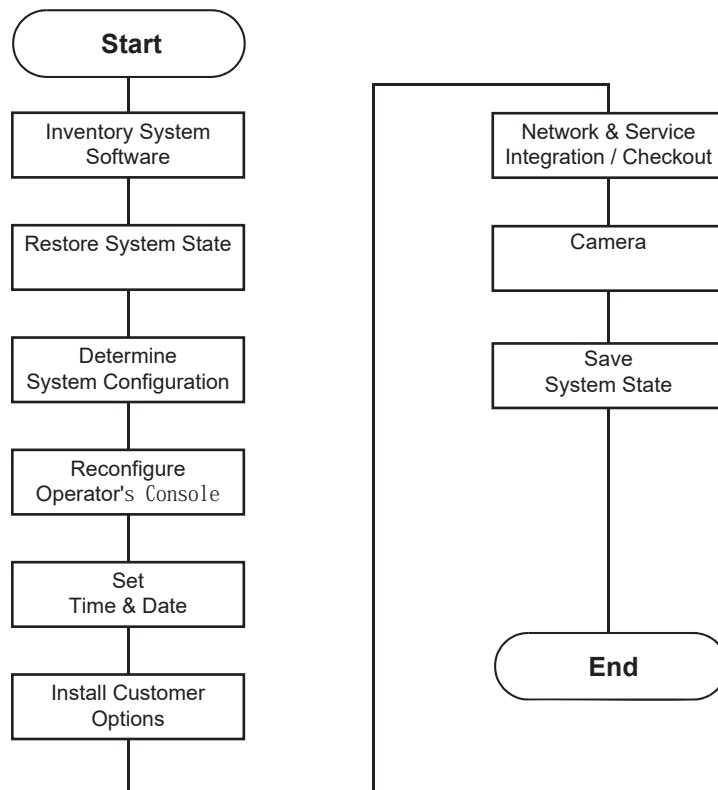 Start
Inventory System
Software
Restore System State
Determine
System Configuration
Reconfigure
Operator's Console
Set
Time & Date
Install Customer
Options
Network & Service
Integration / Checkout
Camera
Save
System State
End